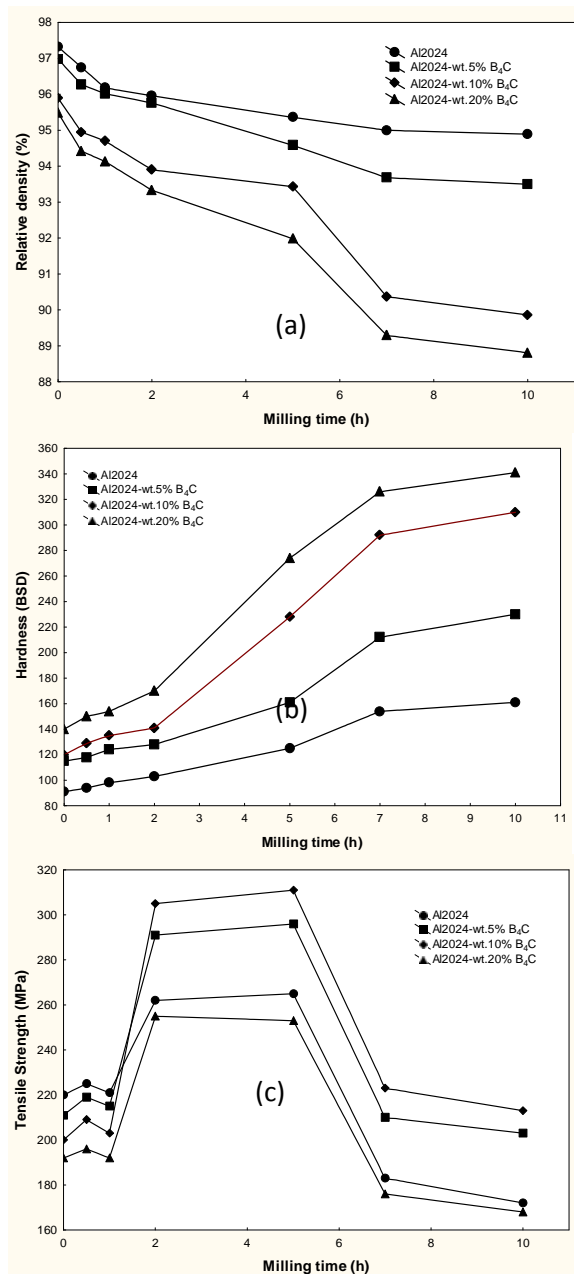 98
97
96
95
94
93
92
91
90
89
88
Relative density (%)
Al2024
Al2024-wt.5% B₄C
Al2024-wt.10% B₄C
Al2024-wt.20% B₄C
(a)
0 2 4 6 8 10
Milling time (h)
360
340
320
300
280
260
240
220
200
180
160
140
120
100
80
Hardness (BSD)
Al2024
Al2024-wt.5% B₄C
Al2024-wt.10% B₄C
Al2024-wt.20% B₄C
(b)
0 1 2 3 4 5 6 7 8 9 10 11
Milling time (h)
320
300
280
260
240
220
200
180
160
Tensile Strength (MPa)
Al2024
Al2024-wt.5% B₄C
Al2024-wt.10% B₄C
Al2024-wt.20% B₄C
(c)
0 2 4 6 8 10
Milling time (h)